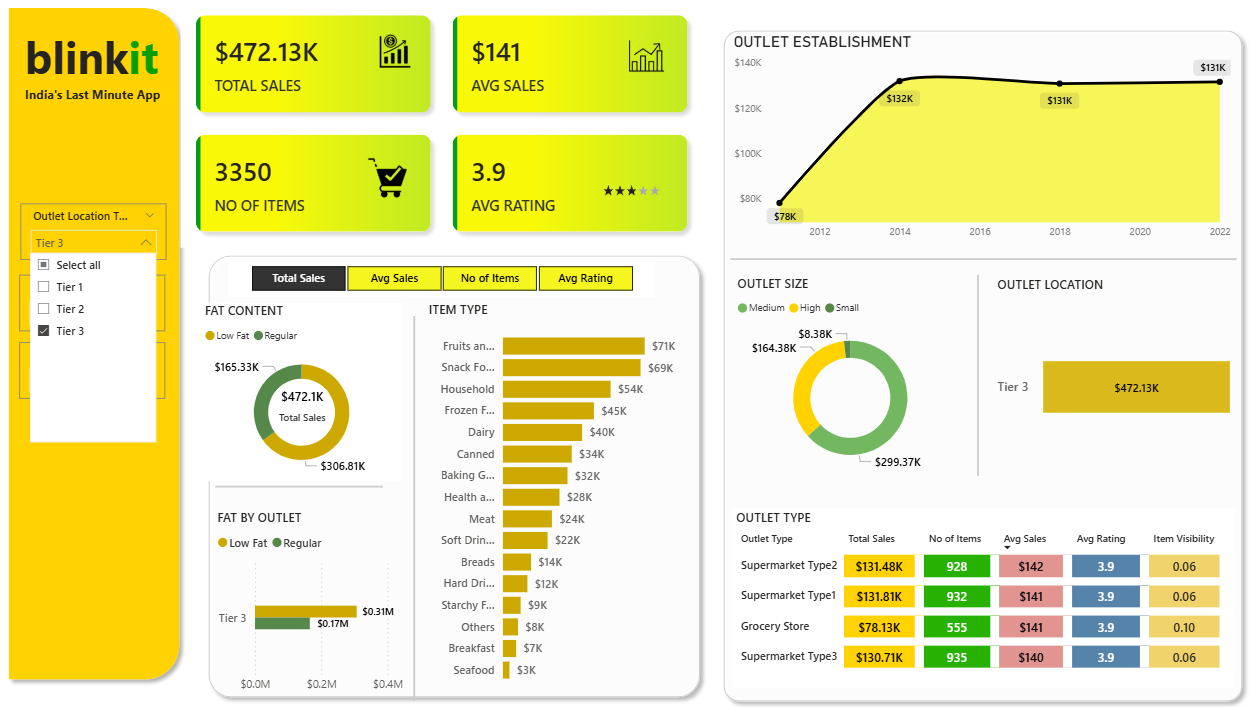 blinkit
India's Last Minute App
Outlet Location T...
Tier 3
Select all
Tier 1
Tier 2
Tier 3
$472.13K
TOTAL SALES
$141
AVG SALES
3350
NO OF ITEMS
3.9
AVG RATING
Total Sales Avg Sales No of Items Avg Rating
FAT CONTENT
Low Fat Regular
$165.33K
$472.1K
Total Sales
$306.81K
FAT BY OUTLET
Low Fat Regular
Tier 3
$0.31M
$0.17M
$0.0M $0.2M $0.4M
ITEM TYPE
Fruits an... $71K
Snack Fo... $69K
Household $54K
Frozen F... $45K
Dairy $40K
Canned $34K
Baking G... $32K
Health a... $28K
Meat $24K
Soft Drin... $22K
Breads $14K
Hard Dri... $12K
Starchy F... $9K
Others $8K
Breakfast $7K
Seafood $3K
OUTLET ESTABLISHMENT
$140K
$120K
$100K
$80K
$78K
$132K
$131K
$131K
2012 2014 2016 2018 2020 2022
OUTLET SIZE
Medium High Small
$8.38K
$164.38K
$299.37K
OUTLET LOCATION
Tier 3 $472.13K
OUTLET TYPE
Outlet Type Total Sales No of Items Avg Sales Avg Rating Item Visibility
Supermarket Type2 $131.48K 928 $142 3.9 0.06
Supermarket Type1 $131.81K 932 $141 3.9 0.06
Grocery Store $78.13K 555 $141 3.9 0.10
Supermarket Type3 $130.71K 935 $140 3.9 0.06